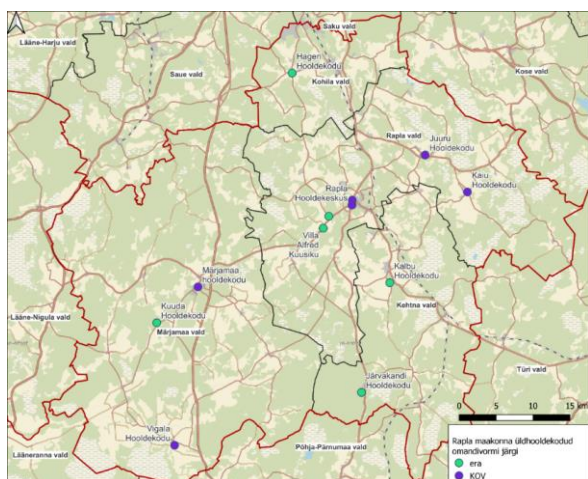 Lääne-Harju vald
Saku vald
Saue vald
Hageri
Hooldekodu
Kohila vald
Kose vald
Rapla vald
Juuru
Hooldekodu
Kaiu
Hooldekodu
Rapla
Hooldekeskus
Villa
Alfred
Kuusiku
Märjamaa
hooldekodu
Kabu
Hooldekodu
Kehtna vald
Lääne-Nigula vald
Kuuda
Hooldekodu
Märjamaa vald
Türi vald
Järvakandi
Hooldekodu
Vigala
Hooldekodu
Lääneranna vald
Põhja-Pärnumaa vald
0 5 10 15 km
Rapla maakonna üldhooldekodud
omandivormi järgi
era
KOV